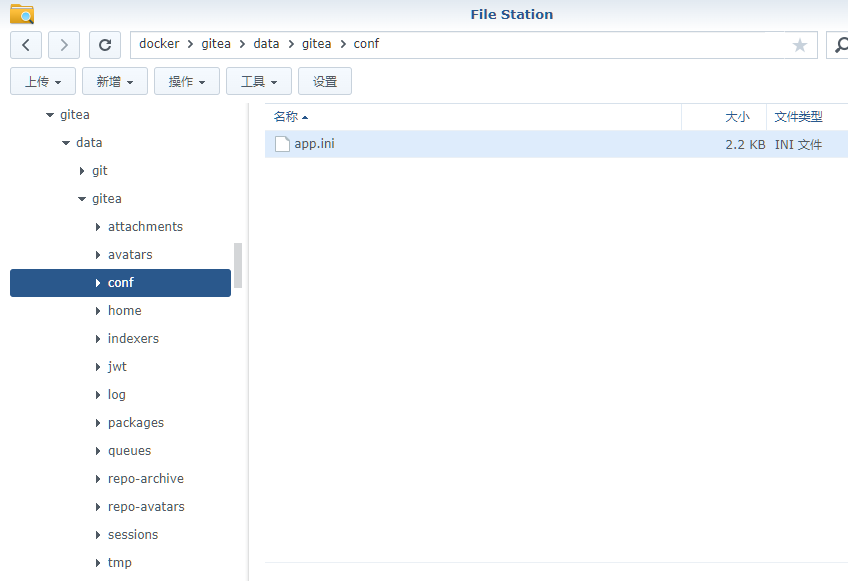 File Station
docker gitea data gitea conf
上传 新增 操作 工具 设置
gitea
data
git
gitea
attachments
avatars
conf
home
indexers
jwt
log
packages
queues
repo-archive
repo-avatars
sessions
tmp
名称 大小 文件类型
app.ini 2.2 KB INI 文件